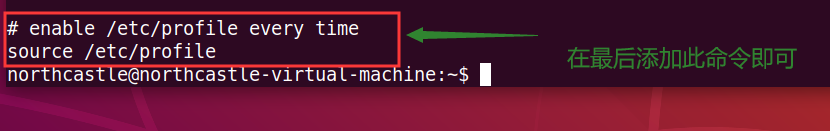 # enable /etc/profile every time
source /etc/profile
在最后添加此命令即可
northcastle@northcastle-virtual-machine:~$